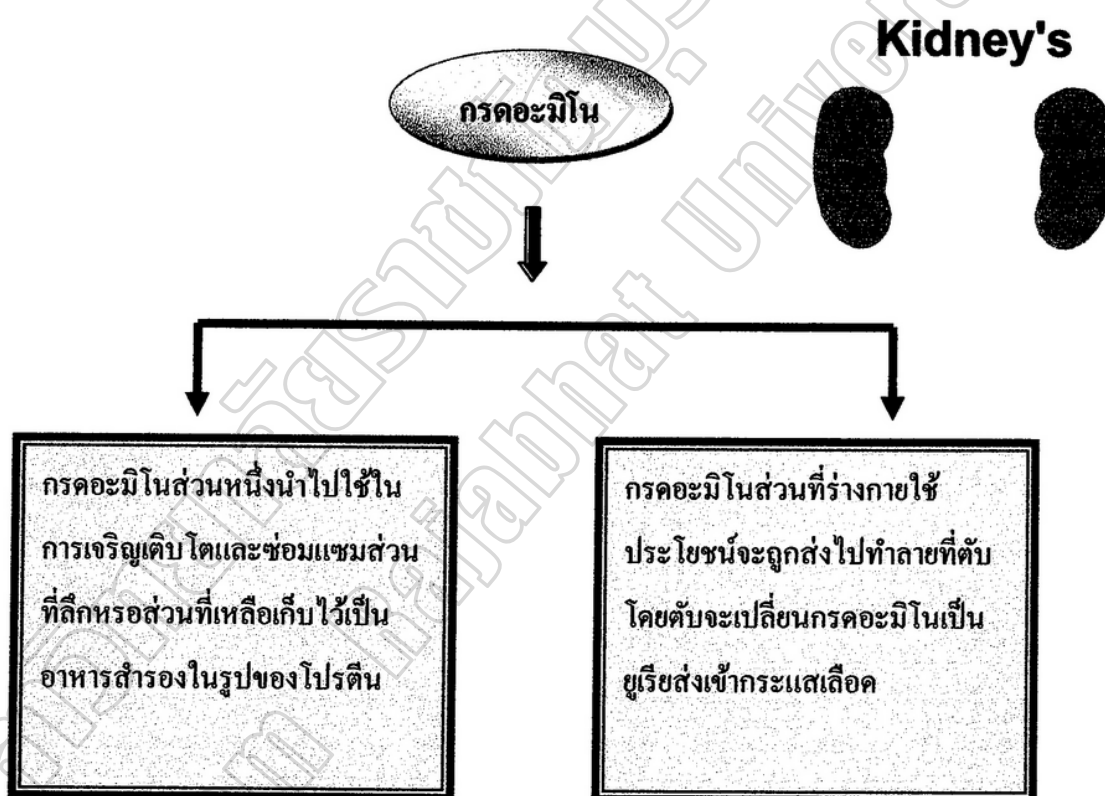 Kidney's
กรดอะมิโน
กรดอะมิโนส่วนหนึ่งนำไปใช้ใน
การเจริญเติบโตและซ่อมแซมส่วน
ที่ลึกหรอส่วนที่เหลือเก็บไว้เป็น
อาหารสำรองในรูปของโปรตีน
กรดอะมิโนส่วนที่ร่างกายใช้
ประโยชน์จะถูกส่งไปทำลายที่ตับ
โดยตับจะเปลี่ยนกรดอะมิโนเป็น
ยูเรียส่งเข้ากระแสเลือด